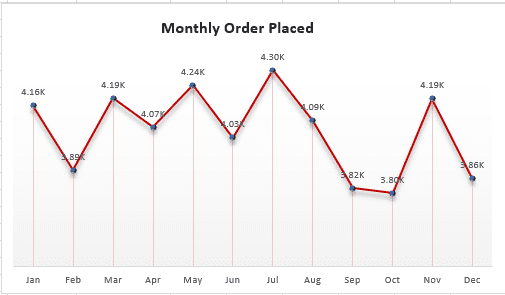 Monthly Order Placed
4.16K
3.89K
4.19K
4.07K
4.24K
4.03K
4.30K
4.09K
3.82K
3.80K
4.19K
3.86K
Jan Feb Mar Apr May Jun Jul Aug Sep Oct Nov Dec